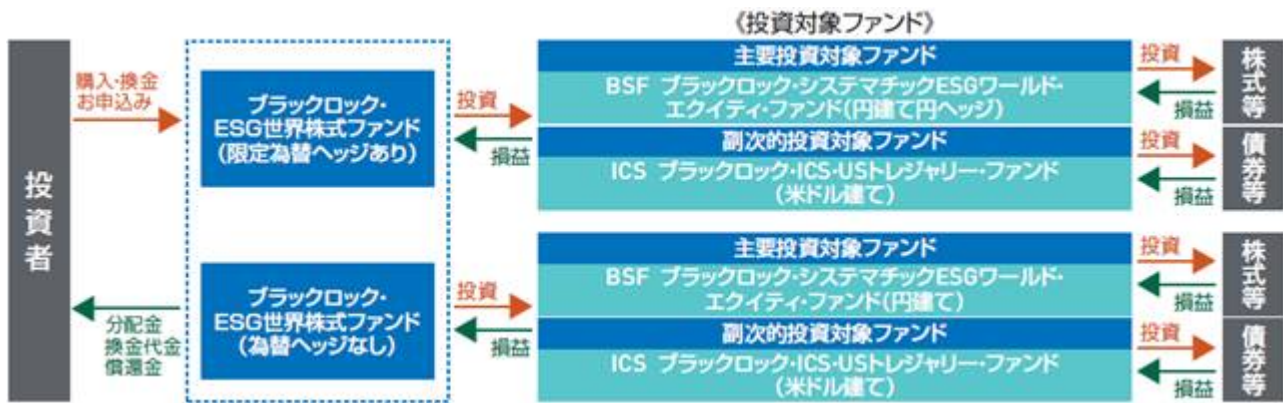 《投資対象ファンド》
投資者
購入・換金
お申込み
分配金
換金代金
償還金
ブラックロック・
ESG世界株式ファンド
(限定為替ヘッジあり)
投資
損益
主要投資対象ファンド
BSF ブラックロック・システマチックESGワールド・
エクイティ・ファンド(円建て円ヘッジ)
副次的投資対象ファンド
ICS ブラックロック・ICS・USトレジャリー・ファンド
(米ドル建て)
投資
損益
株式等
投資
損益
債券等
ブラックロック・
ESG世界株式ファンド
(為替ヘッジなし)
投資
損益
主要投資対象ファンド
BSF ブラックロック・システマチックESGワールド・
エクイティ・ファンド(円建て)
副次的投資対象ファンド
ICS ブラックロック・ICS・USトレジャリー・ファンド
(米ドル建て)
投資
損益
株式等
投資
損益
債券等